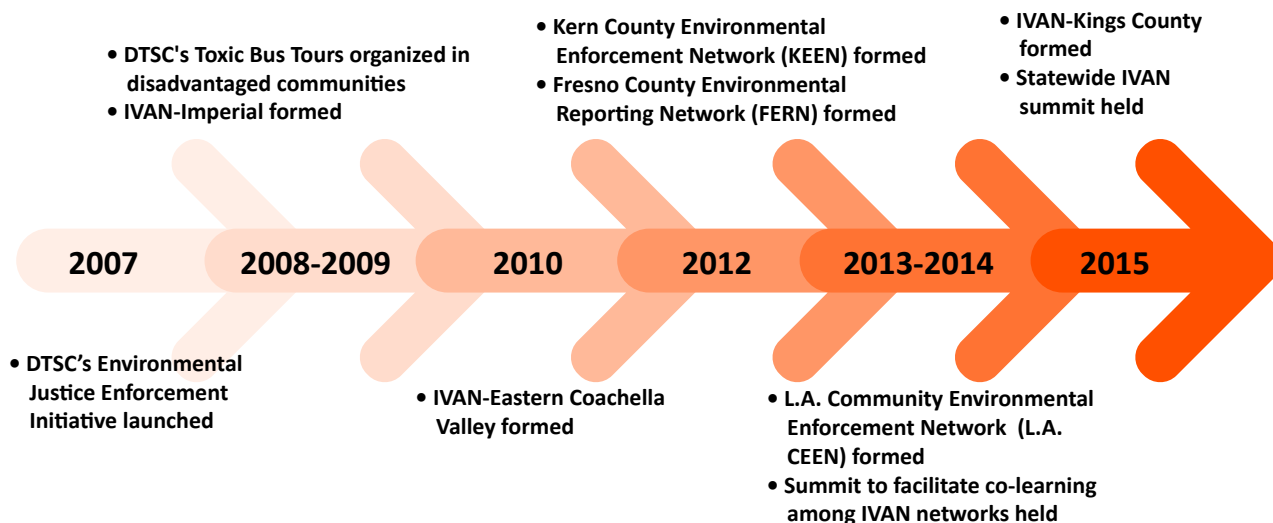 • DTSC's Toxic Bus Tours organized in
disadvantaged communities
• IVAN-Imperial formed
• Kern County Environmental
Enforcement Network (KEEN) formed
• Fresno County Environmental
Reporting Network (FERN) formed
• IVAN-Kings County
formed
• Statewide IVAN
summit held
2007
2008-2009
2010
2012
2013-2014
2015
• DTSC’s Environmental
Justice Enforcement
Initiative launched
• IVAN-Eastern Coachella
Valley formed
• L.A. Community Environmental
Enforcement Network (L.A.
CEEN) formed
• Summit to facilitate co-learning
among IVAN networks held